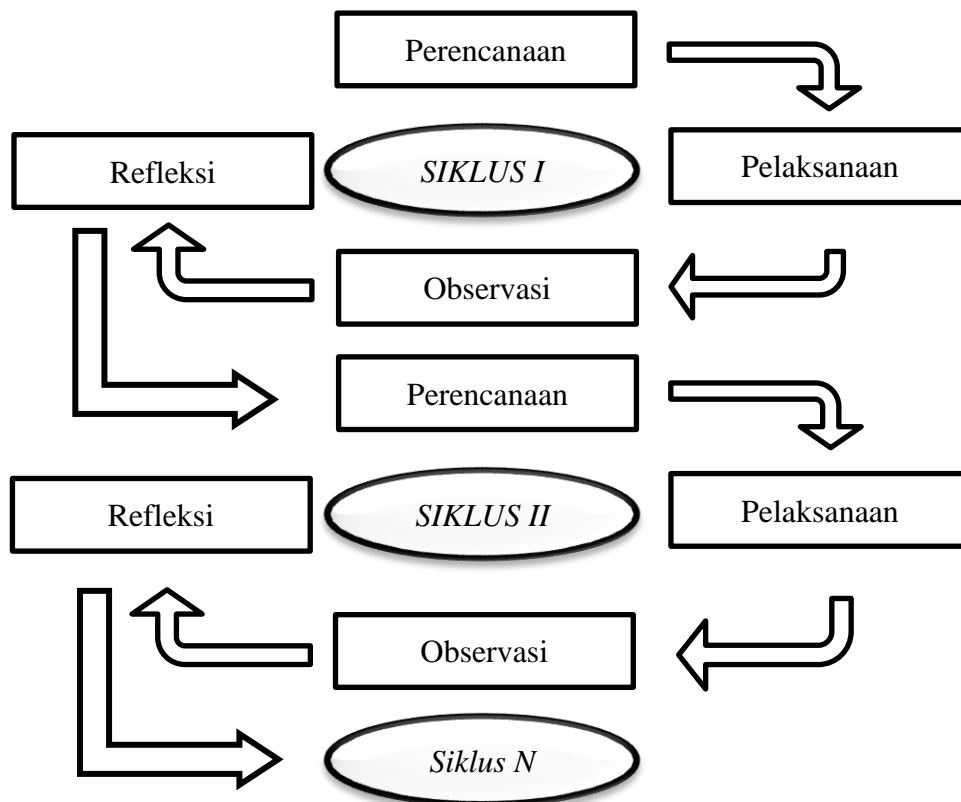 Perencanaan
Refleksi
SIKLUS I
Pelaksanaan
Observasi
Perencanaan
Refleksi
SIKLUS II
Pelaksanaan
Observasi
Siklus N